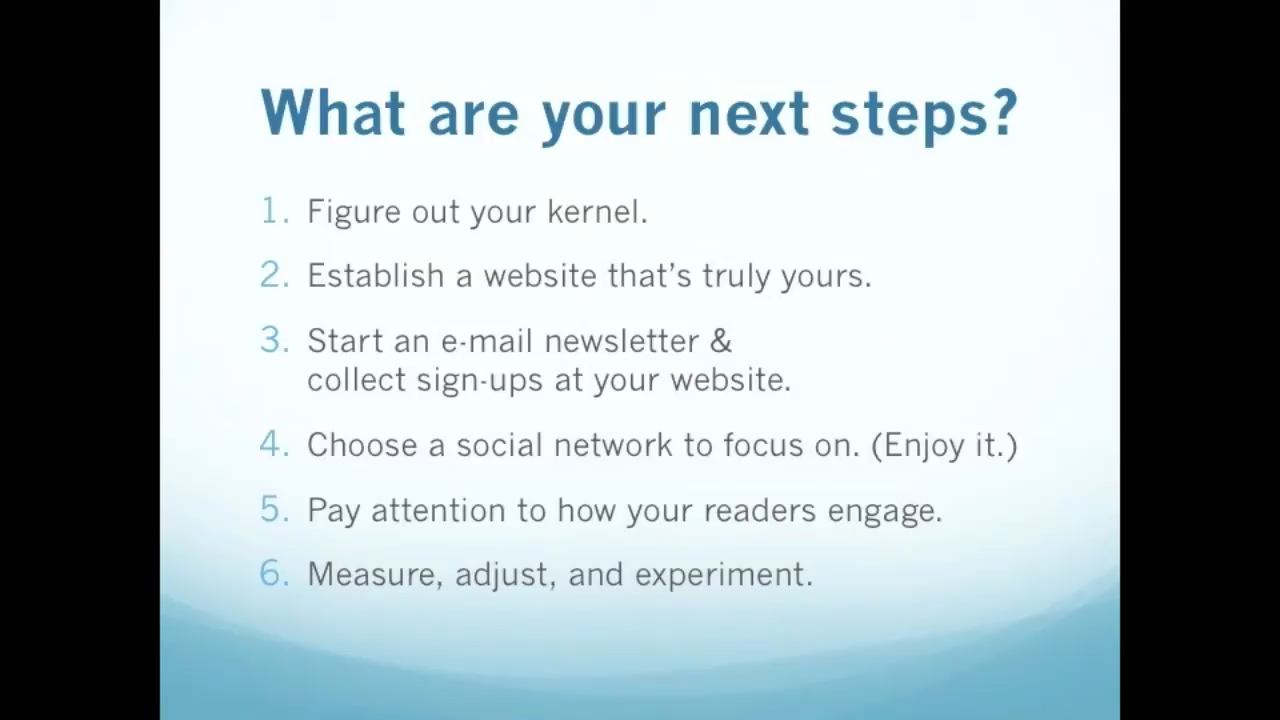 What are your next steps?
1. Figure out your kernel.
2. Establish a website that's truly yours.
3. Start an e-mail newsletter &
collect sign-ups at your website.
4. Choose a social network to focus on. (Enjoy it.)
5. Pay attention to how your readers engage.
6. Measure, adjust, and experiment.